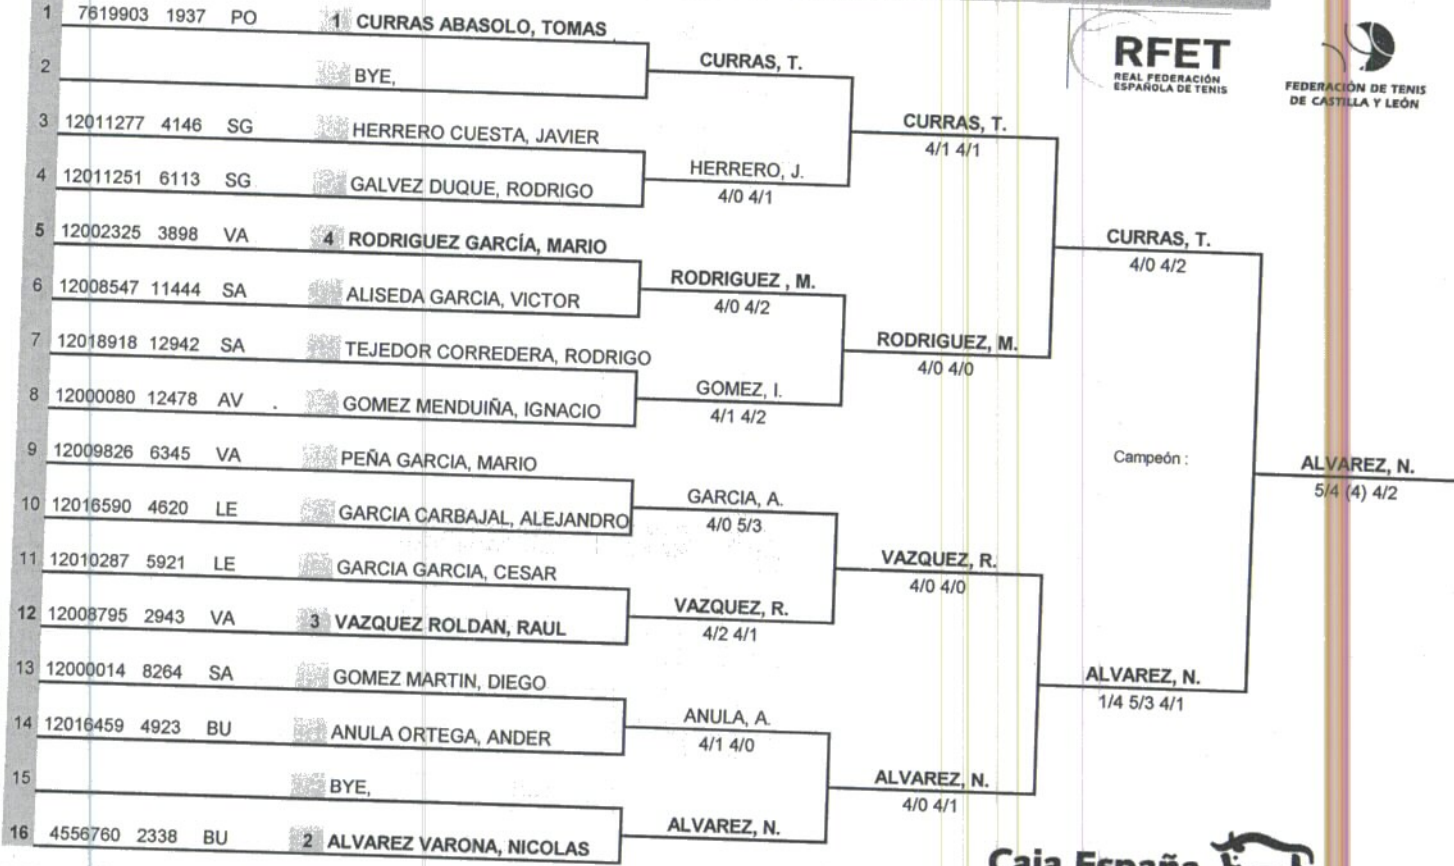 1 7619903 1937 PO 1 CURRAS ABASOLO, TOMAS
2 BYE,
3 12011277 4146 SG HERRERO CUESTA, JAVIER
4 12011251 6113 SG GALVEZ DUQUE, RODRIGO
5 12002325 3898 VA 4 RODRIGUEZ GARCÍA, MARIO
6 12008547 11444 SA ALISEDA GARCIA, VICTOR
7 12018918 12942 SA TEJEDOR CORREDERA, RODRIGO
8 12000080 12478 AV . GOMEZ MENDUIÑA, IGNACIO
9 12009826 6345 VA PEÑA GARCIA, MARIO
10 12016590 4620 LE GARCIA CARBAJAL, ALEJANDRO
11 12010287 5921 LE GARCIA GARCIA, CESAR
12 12008795 2943 VA 3 VAZQUEZ ROLDAN, RAUL
13 12000014 8264 SA GOMEZ MARTIN, DIEGO
14 12016459 4923 BU ANULA ORTEGA, ANDER
15 BYE,
16 4556760 2338 BU 2 ALVAREZ VARONA, NICOLAS
CURRAS, T.
HERRERO, J.
4/0 4/1
RODRIGUEZ , M.
4/0 4/2
GOMEZ, I.
4/1 4/2
GARCIA, A.
4/0 5/3
VAZQUEZ, R.
4/2 4/1
ANULA, A.
4/1 4/0
ALVAREZ, N.
CURRAS, T.
4/1 4/1
RODRIGUEZ, M.
4/0 4/0
VAZQUEZ, R.
4/0 4/0
ALVAREZ, N.
4/0 4/1
CURRAS, T.
4/0 4/2
ALVAREZ, N.
1/4 5/3 4/1
Campeón :
ALVAREZ, N.
5/4 (4) 4/2
RFET
REAL FEDERACIÓN
ESPAÑOLA DE TENIS
FEDERACIÓN DE TENIS
DE CASTILLA Y LEÓN
Caja España